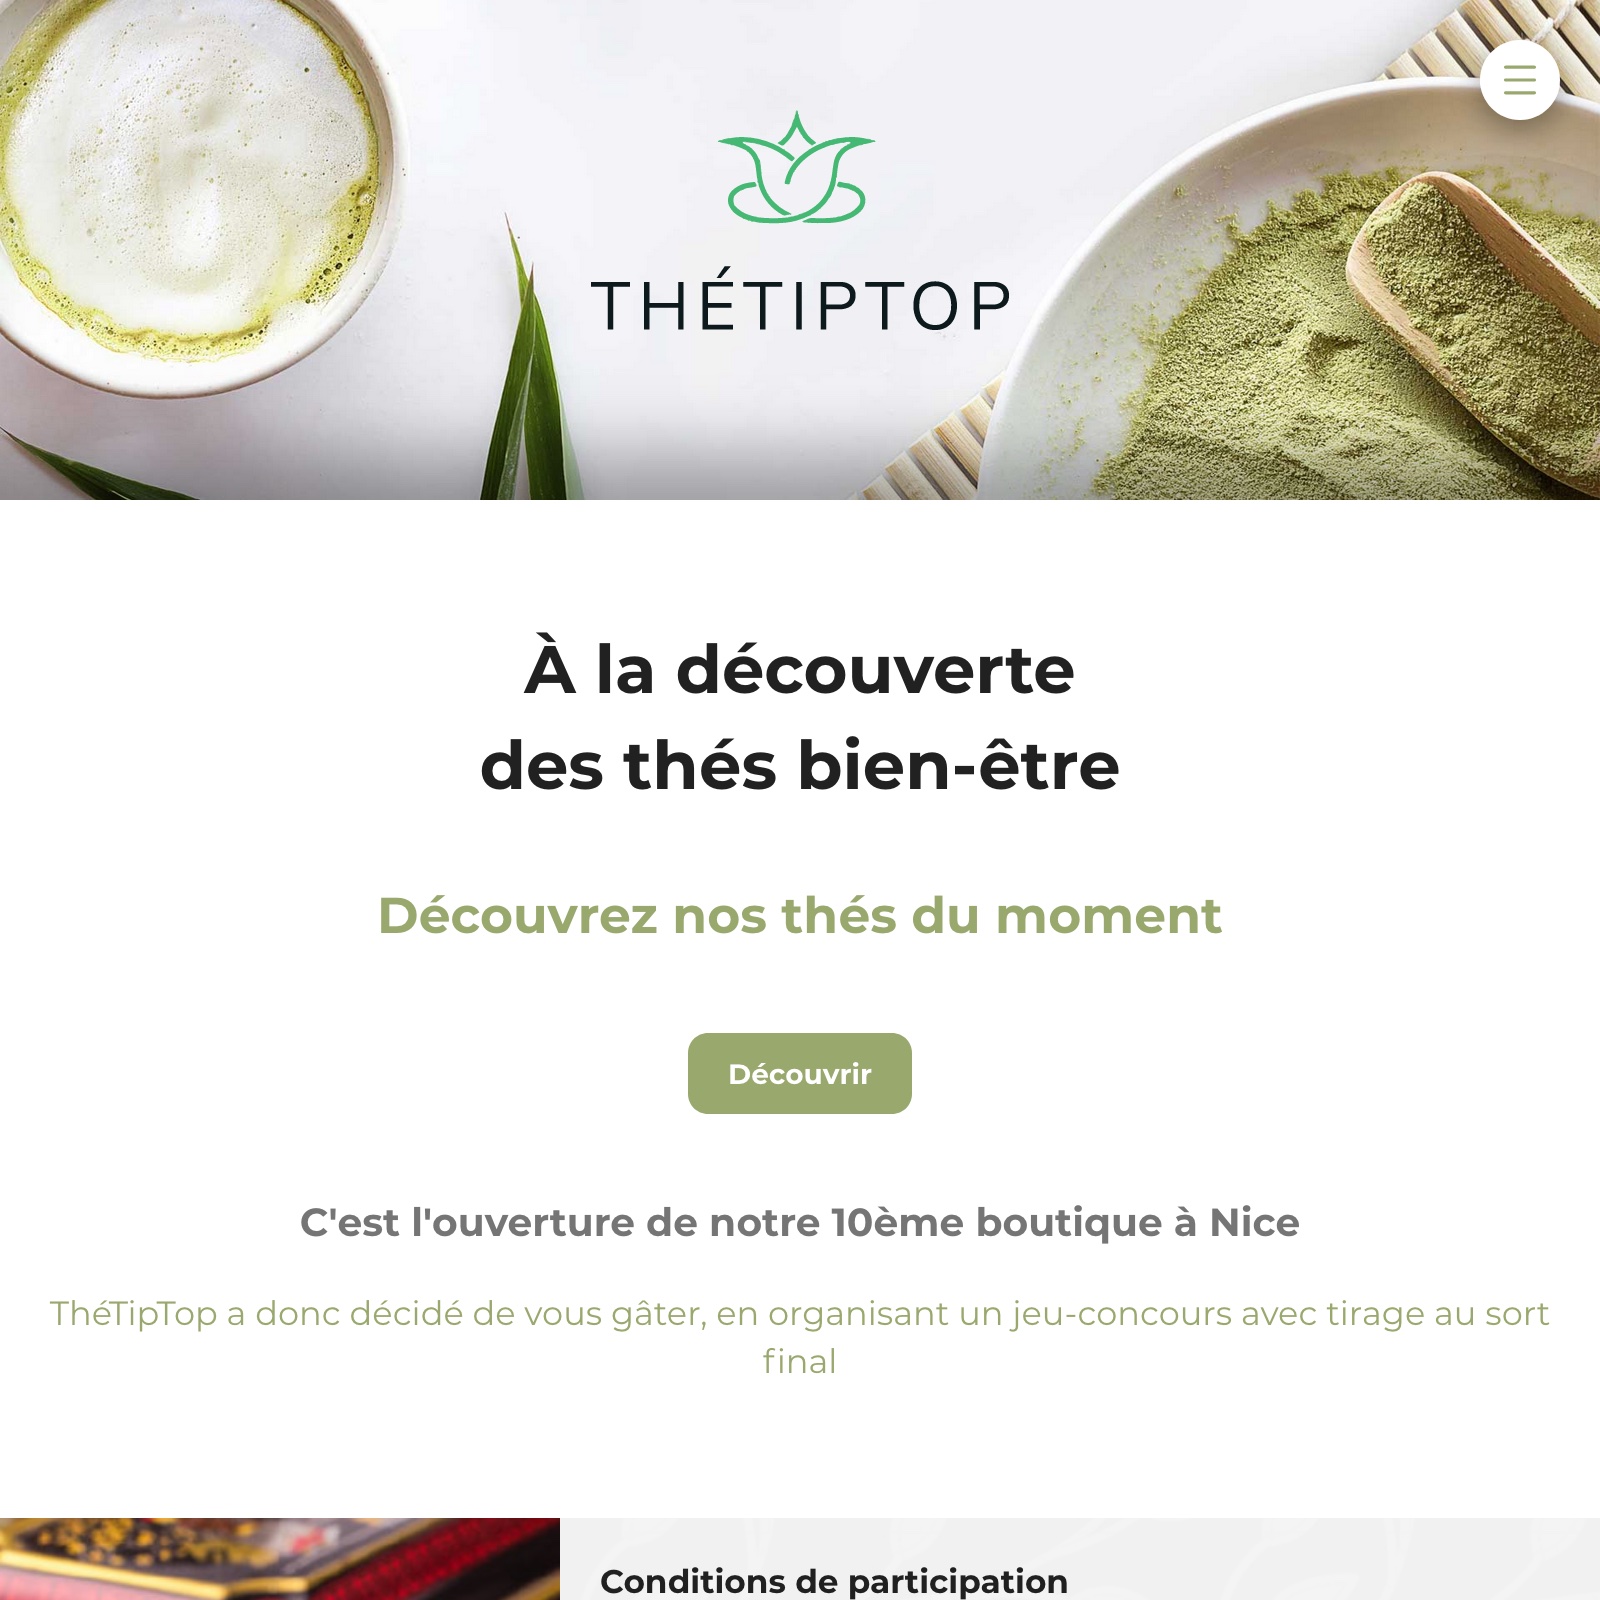 THÉTIPTOP
À la découverte
des thés bien-être
Découvrez nos thés du moment
Découvrir
C'est l'ouverture de notre 10ème boutique à Nice
ThéTipTop a donc décidé de vous gâter, en organisant un jeu-concours avec tirage au sort
final
Conditions de participation